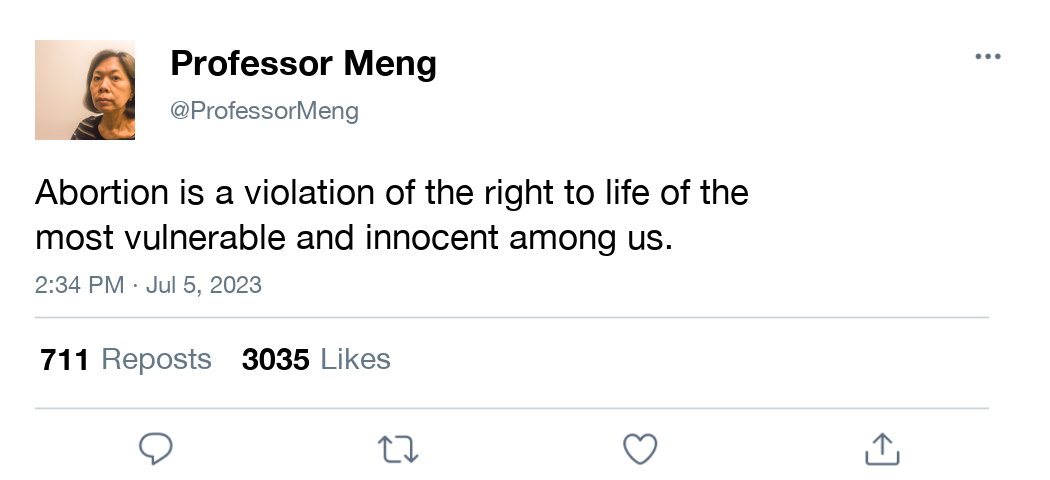 Professor Meng
@ProfessorMeng
Abortion is a violation of the right to life of the
most vulnerable and innocent among us.
2:34 PM · Jul 5, 2023
711 Reposts 3035 Likes